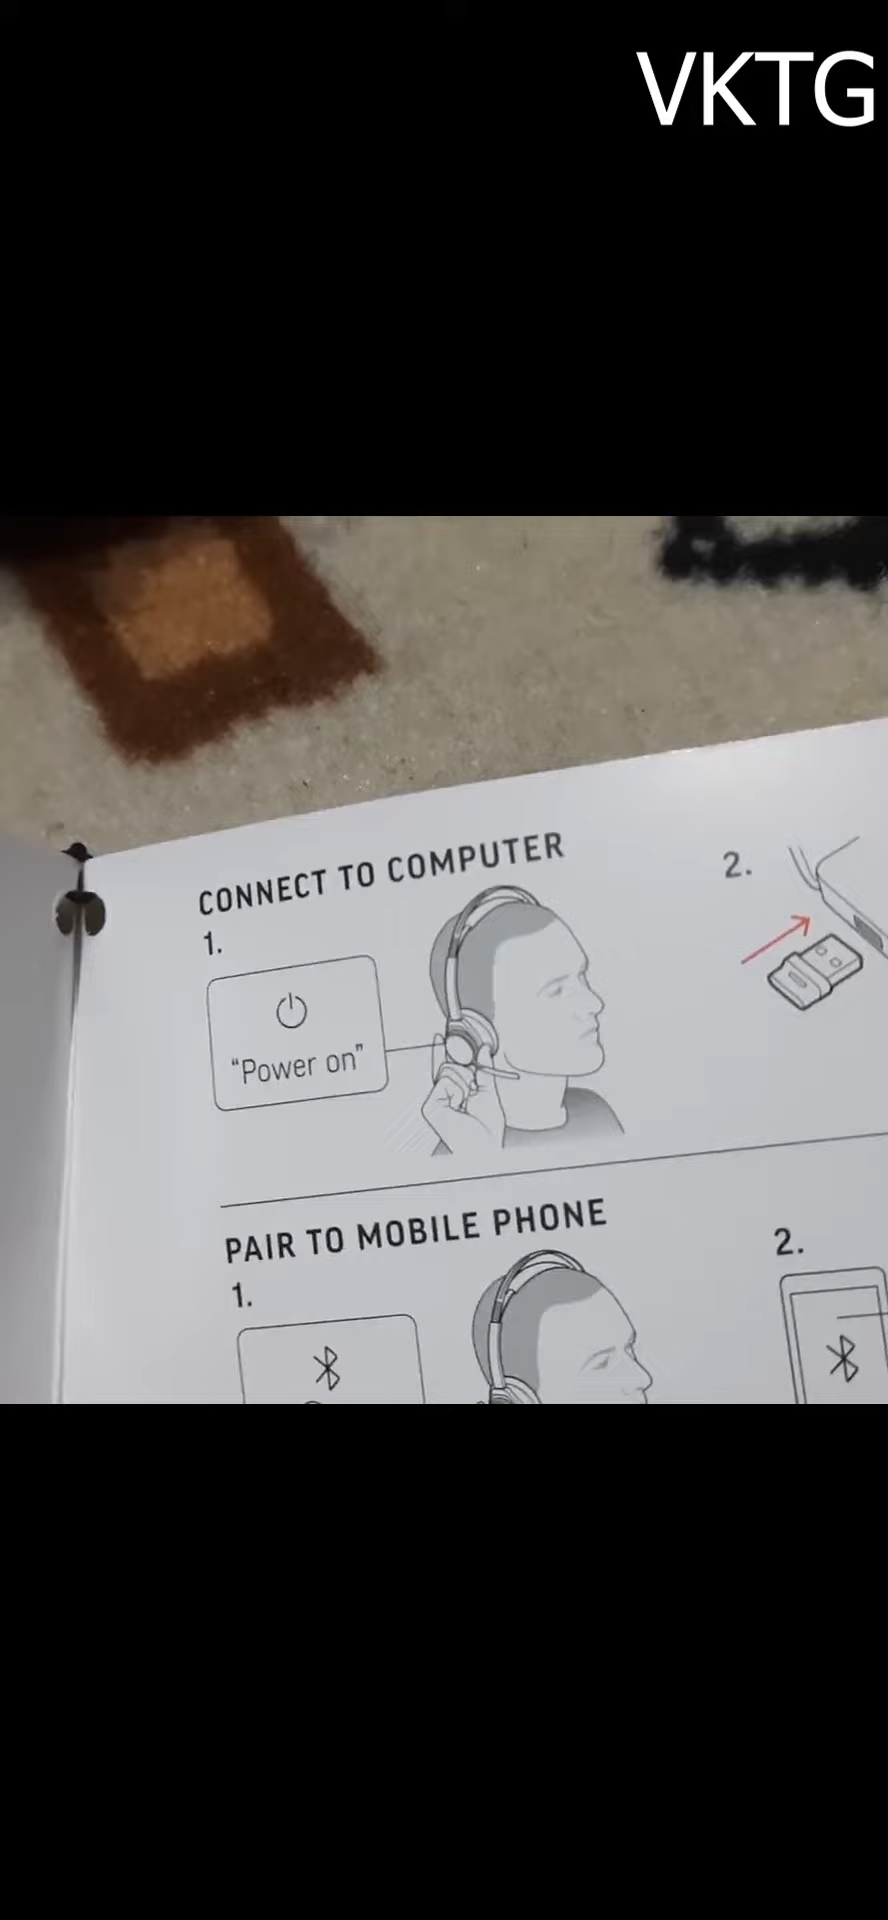 VKTG
CONNECT TO COMPUTER
1.
2.
"Power on"
PAIR TO MOBILE PHONE
1.
2.